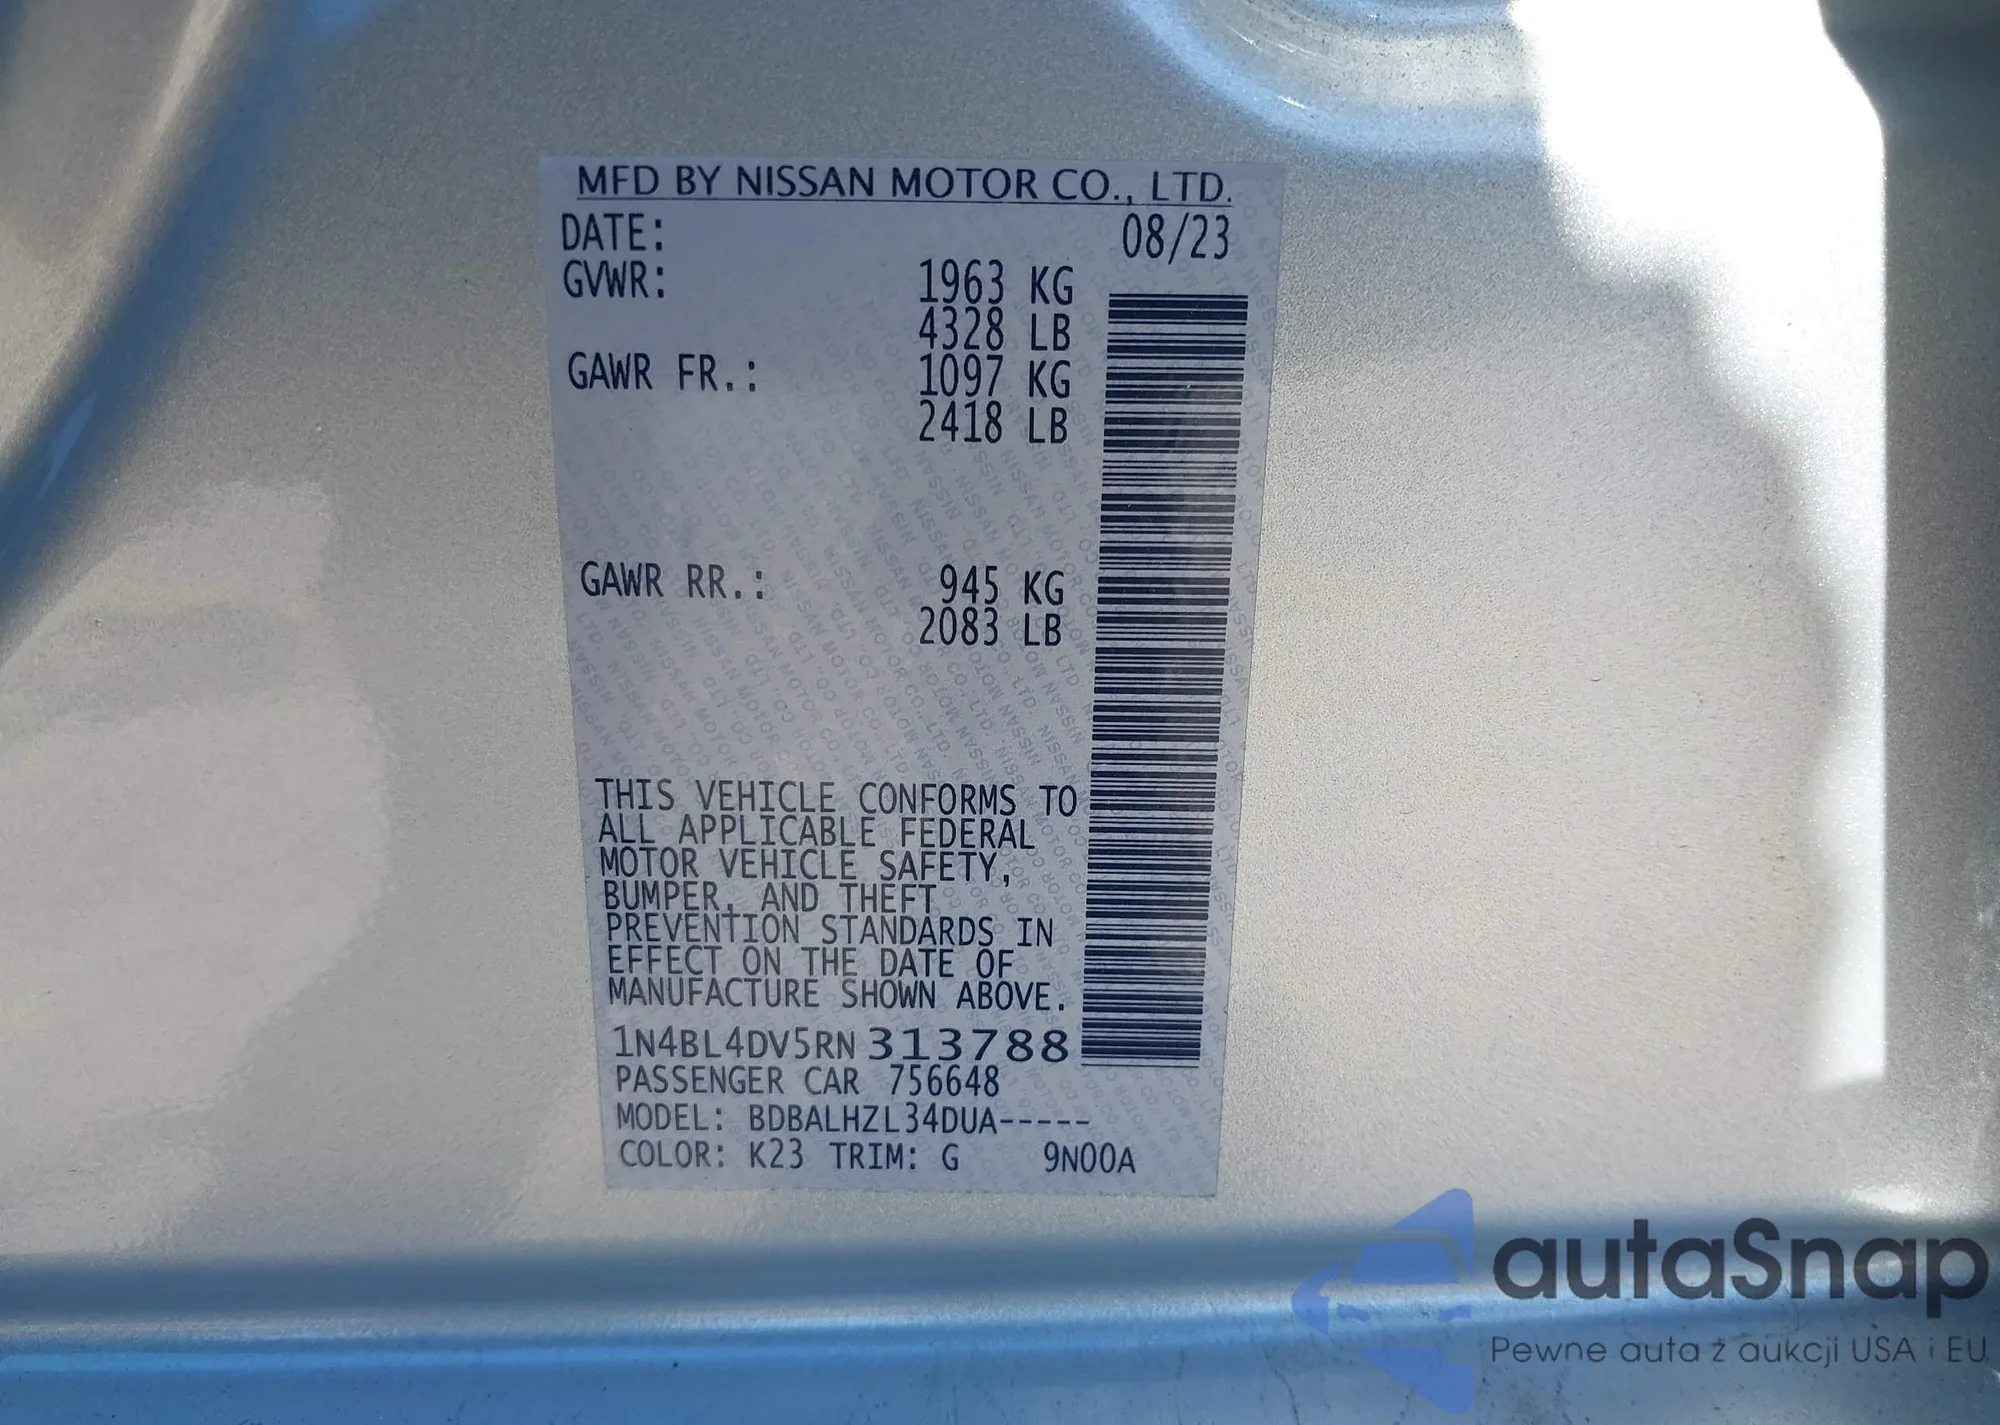 MFD BY NISSAN MOTOR CO., LTD.
DATE: 08/23
GVWR: 1963 KG
4328 LB
GAWR FR.: 1097 KG
2418 LB
GAWR RR.: 945 KG
2083 LB
THIS VEHICLE CONFORMS TO
ALL APPLICABLE FEDERAL
MOTOR VEHICLE SAFETY,
BUMPER, AND THEFT
PREVENTION STANDARDS IN
EFFECT ON THE DATE OF
MANUFACTURE SHOWN ABOVE.
1N4BL4DV5RN313788
PASSENGER CAR 756648
MODEL: BDBALHZL34DUA-----
COLOR: K23 TRIM: G 9N00A
autaSnap
Pewne auta z aukcji USA i EU